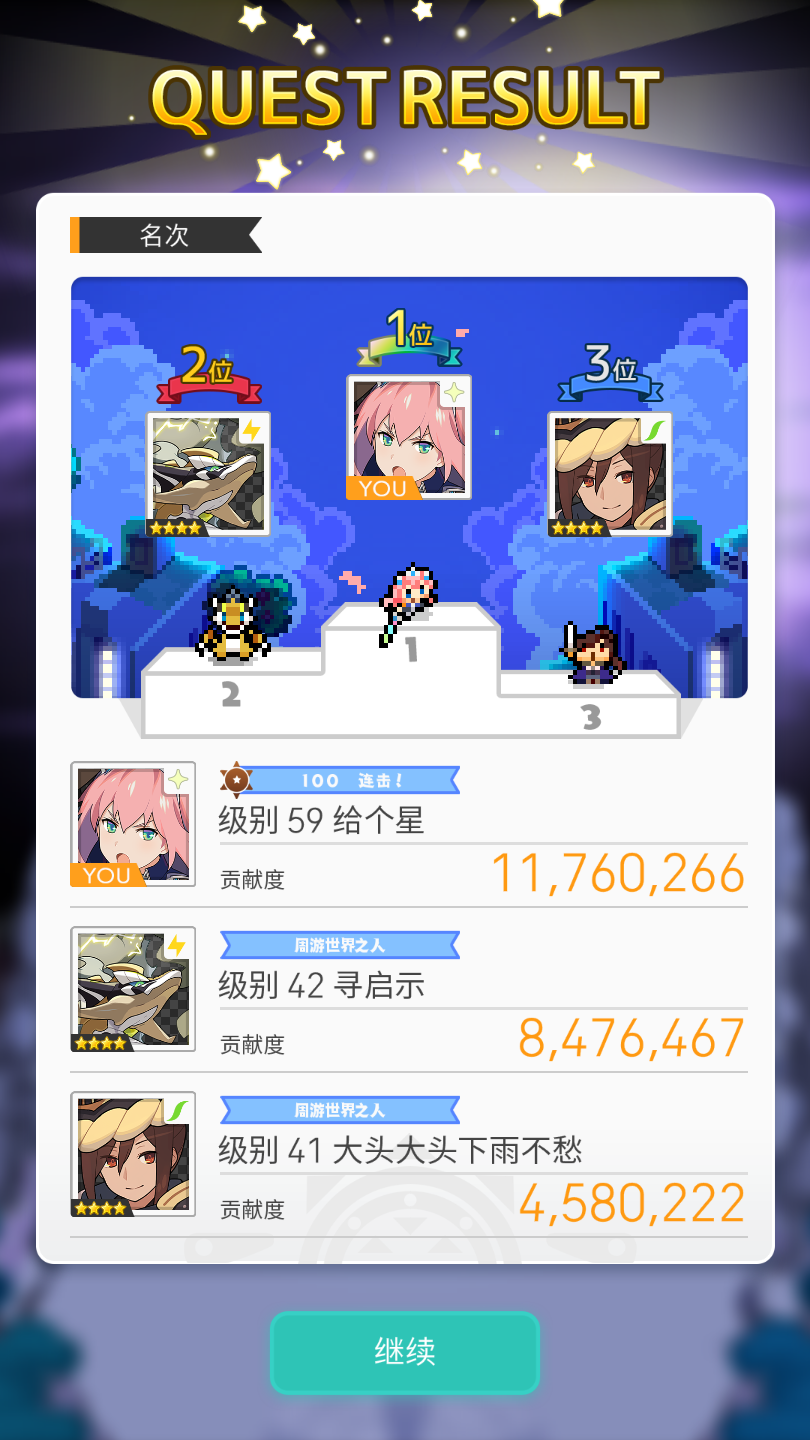 QUEST RESULT
名次
1位
2位
3位
YOU
1
2
3
100 连击!
级别 59 给个星
YOU
贡献度
11,760,266
周游世界之人
级别 42 寻启示
贡献度
8,476,467
周游世界之人
级别 41 大头大头下雨不愁
贡献度
4,580,222
继续